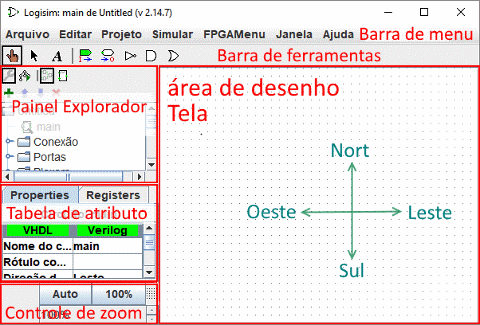 Logisim: main de Untitled (v 2.14.7)
Arquivo Editar Projeto Simular FPGAMenu Janela Ajuda Barra de menu
A Barra de ferramentas
Painel Explorador
main
Conexão
Portas
área de desenho
Tela
Nort
Oeste Leste
Sul
Properties Registers
Tabela de atributo
VHDL Verilog
Nome do c... main
Rótulo co...
Direção d... Leste
Auto 100%
Controle de zoom
100%